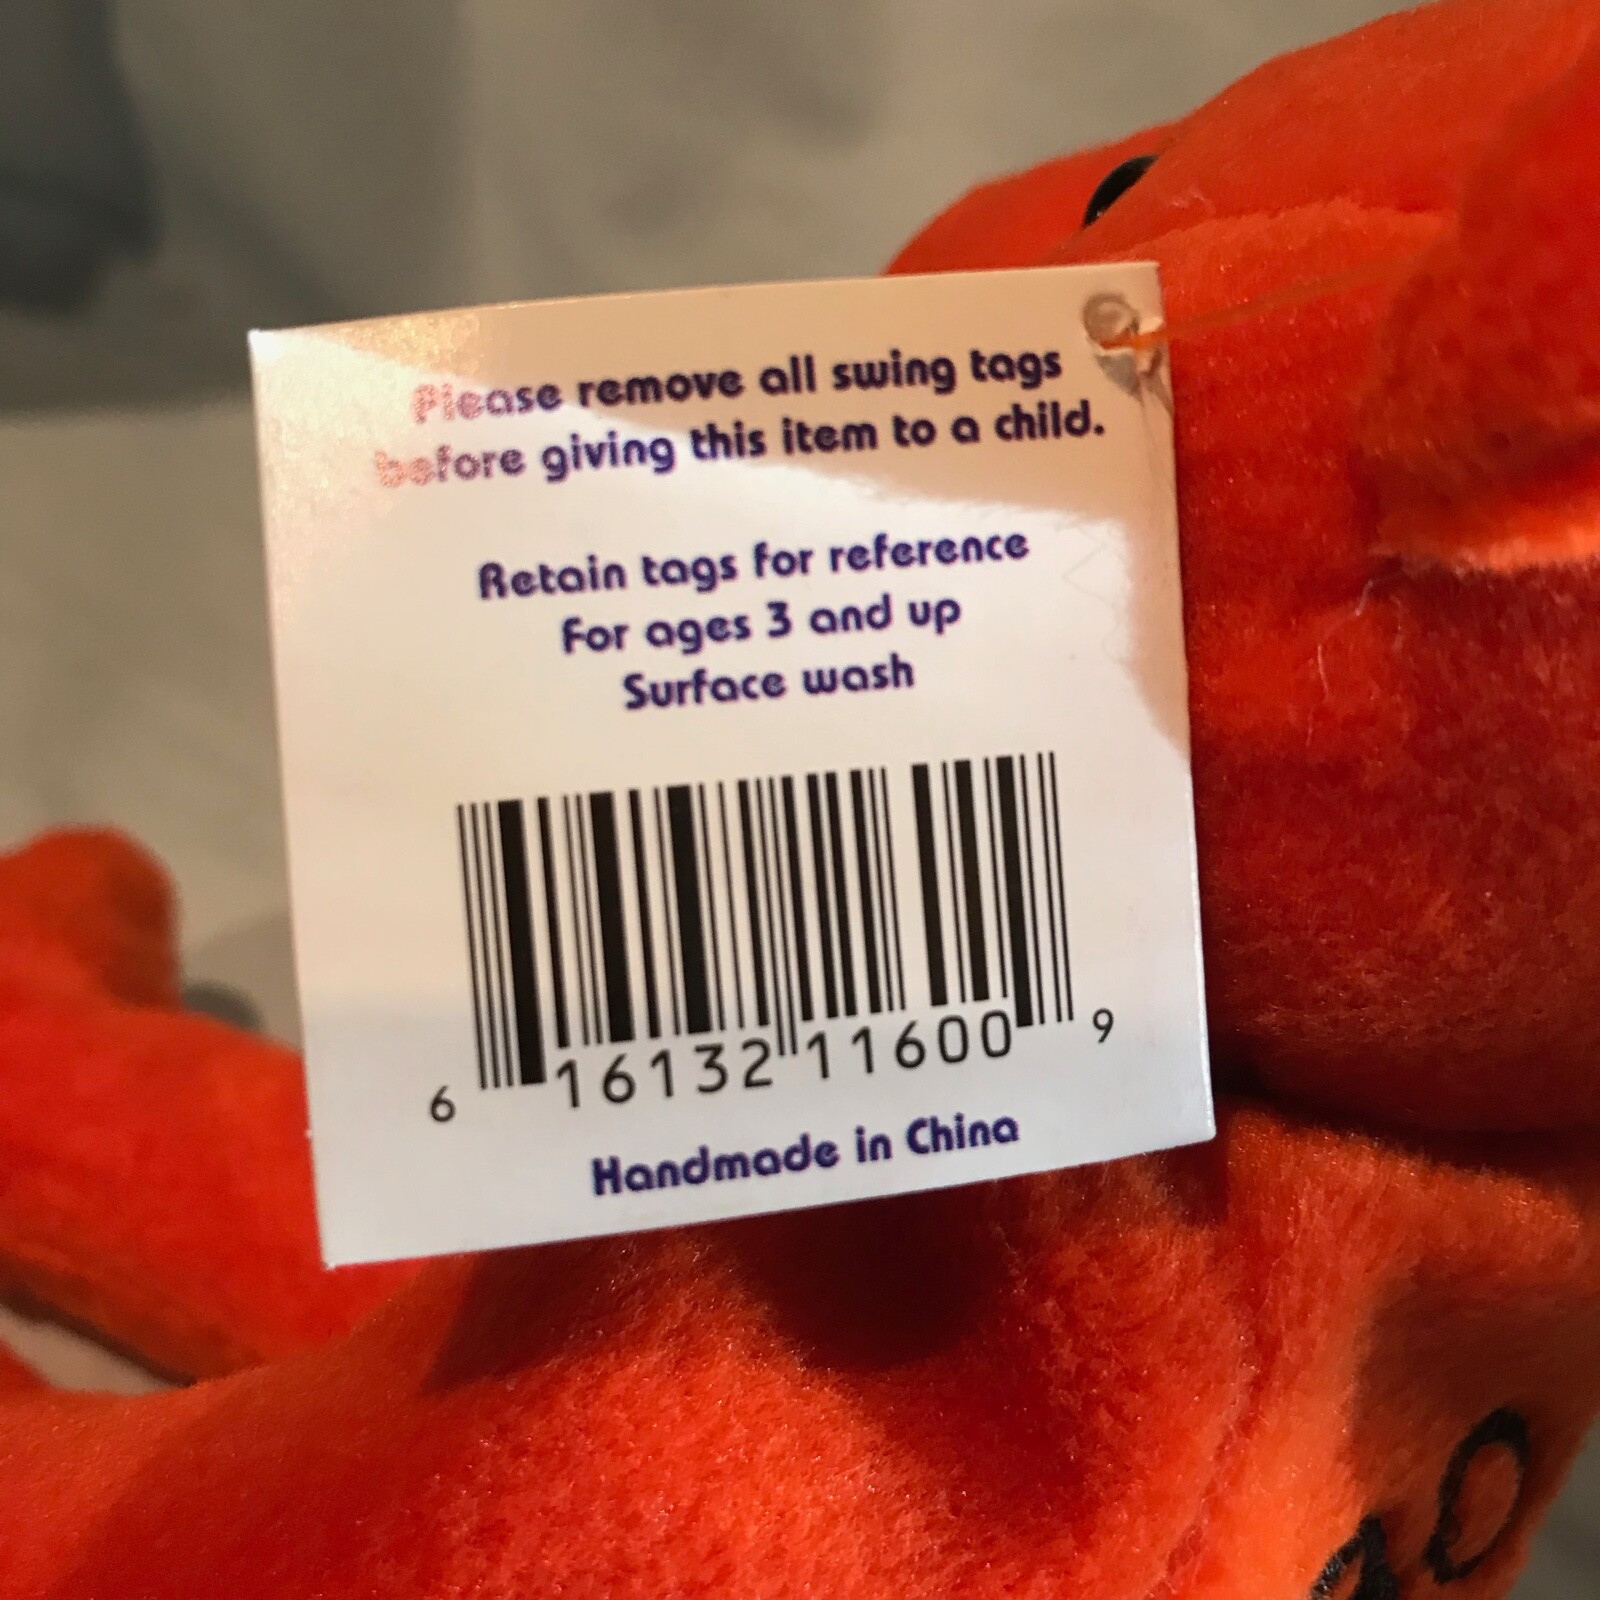 Please remove all swing tags
before giving this item to a child.
Retain tags for reference
For ages 3 and up
Surface wash
6 16132 11600 9
Handmade in China